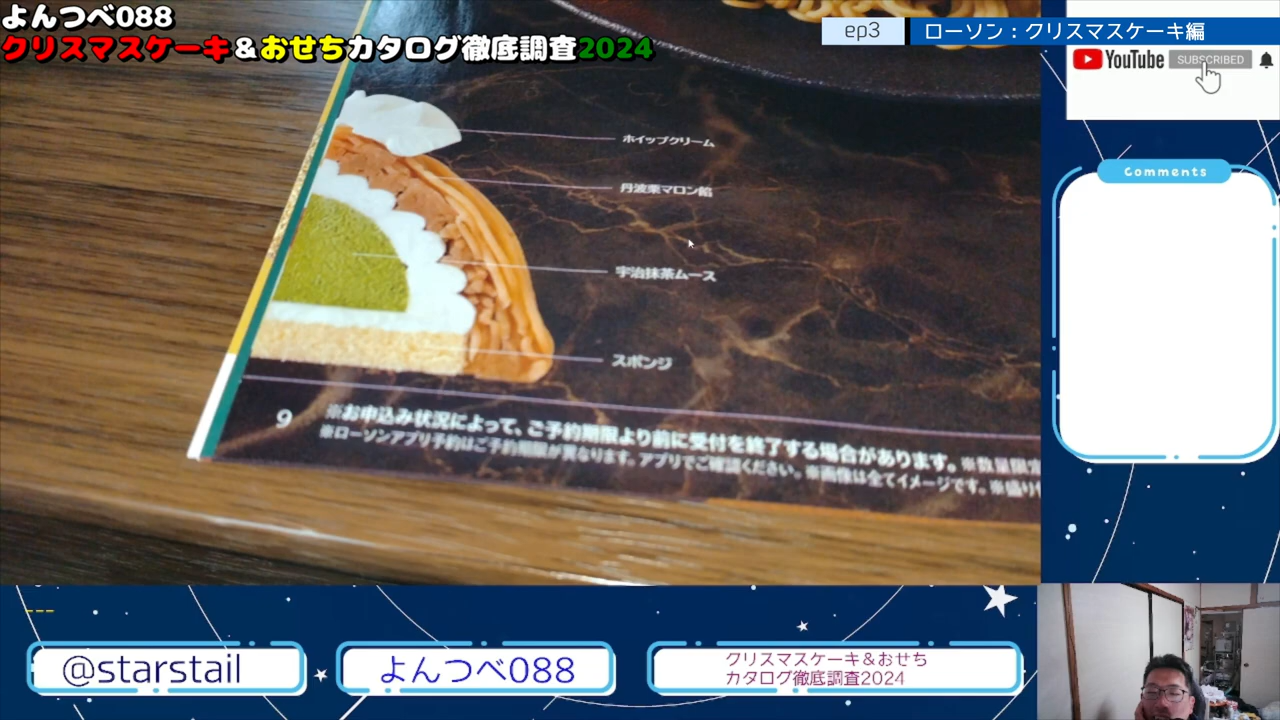 よんつべ088
クリスマスケーキ＆おせちカタログ徹底調査2024
ep3
ローソン：クリスマスケーキ編
YouTube
SUBSCRIBED
Comments
ホイップクリーム
丹波栗マロン餡
宇治抹茶ムース
スポンジ
9
※お申込み状況によって、ご予約期限より前に受付を終了する場合があります。※数量限定
※ローソンアプリ予約はご予約期限が異なります。アプリでご確認ください。※画像は全てイメージです。※盛り
@starstail
よんつべ088
クリスマスケーキ＆おせち
カタログ徹底調査2024